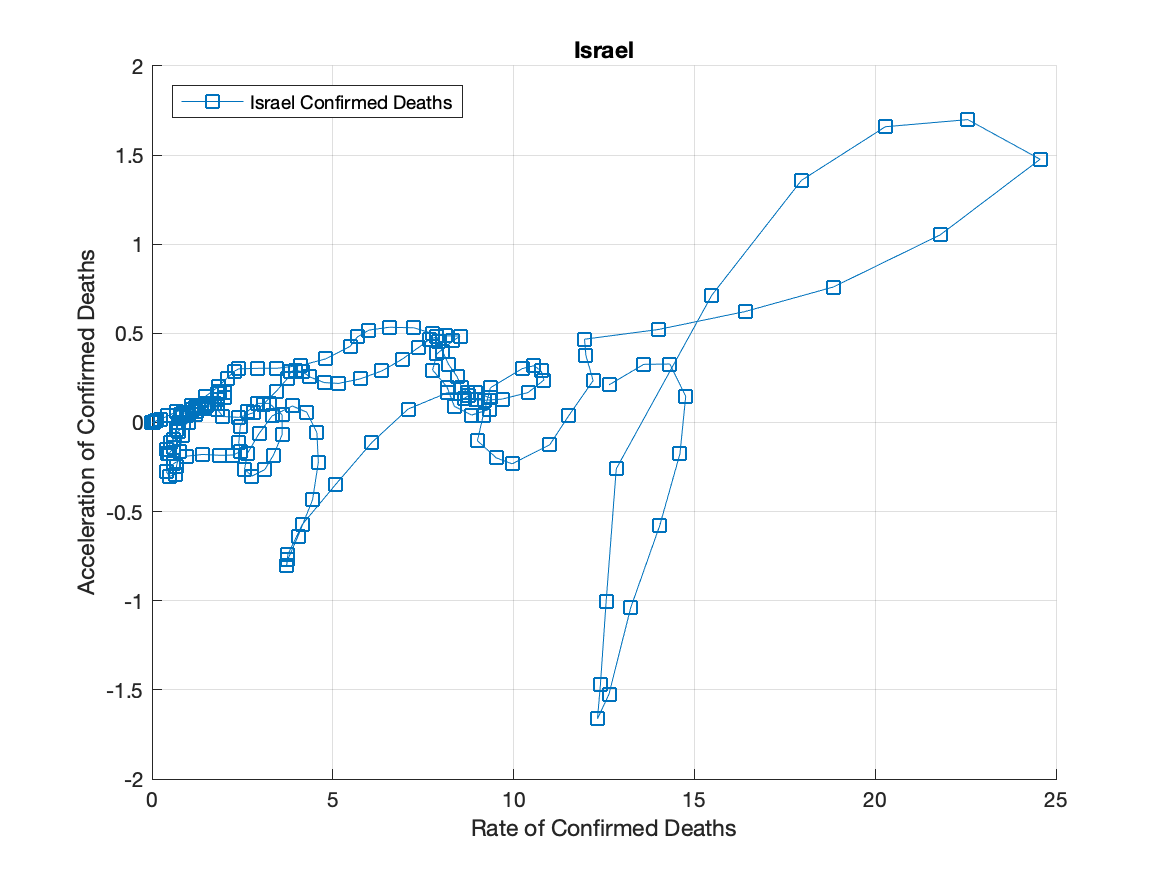 Israel
Israel Confirmed Deaths
2
1.5
1
0.5
0
-0.5
-1
-1.5
-2
Acceleration of Confirmed Deaths
0 5 10 15 20 25
Rate of Confirmed Deaths